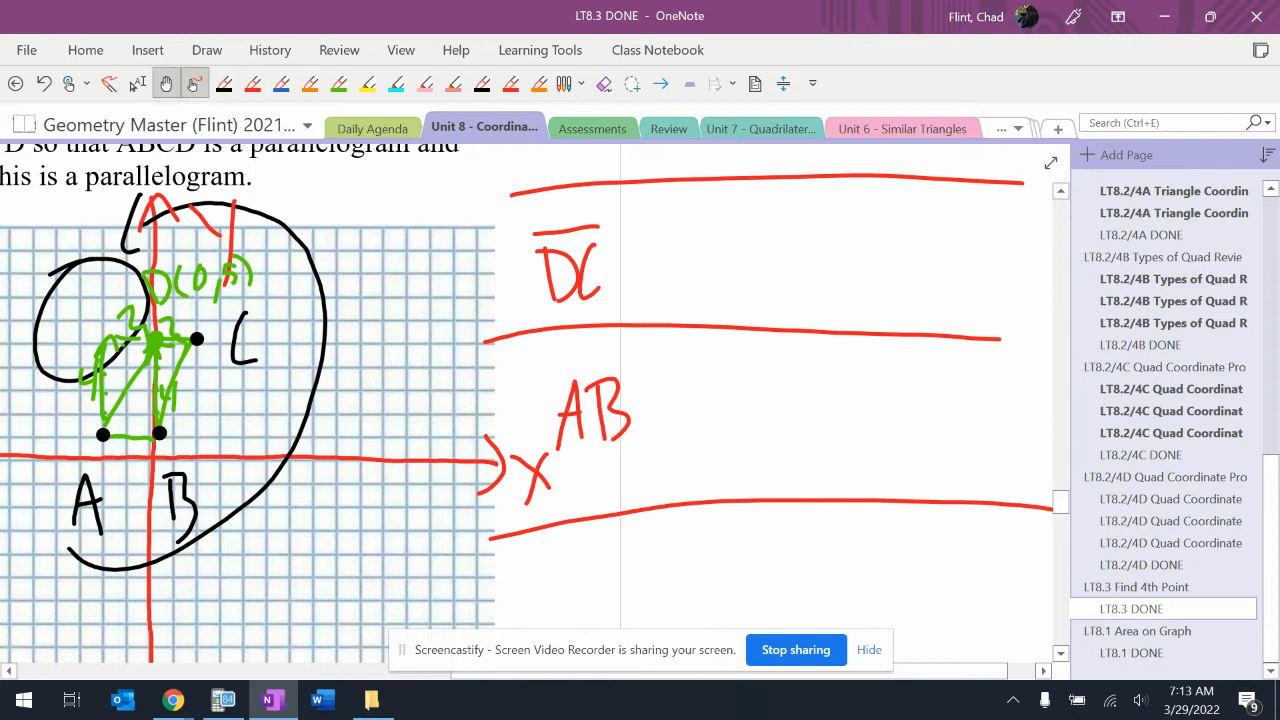 LT8.3 DONE - OneNote
Flint, Chad
File Home Insert Draw History Review View Help Learning Tools Class Notebook
Geometry Master (Flint) 2021...
Daily Agenda
Unit 8 - Coordina...
Assessments
Review
Unit 7 - Quadrilater...
Unit 6 - Similar Triangles
...
Search (Ctrl+E)
Add Page
D so that ABCD is a parallelogram and
his is a parallelogram.
D(0,5)
DC
C
4
4
AB
X
A
B
LT8.2/4A Triangle Coordin
LT8.2/4A Triangle Coordin
LT8.2/4A DONE
LT8.2/4B Types of Quad Revie
LT8.2/4B Types of Quad R
LT8.2/4B Types of Quad R
LT8.2/4B Types of Quad R
LT8.2/4B DONE
LT8.2/4C Quad Coordinate Pro
LT8.2/4C Quad Coordinat
LT8.2/4C Quad Coordinat
LT8.2/4C Quad Coordinat
LT8.2/4C DONE
LT8.2/4D Quad Coordinate Pro
LT8.2/4D Quad Coordinate
LT8.2/4D Quad Coordinate
LT8.2/4D Quad Coordinate
LT8.2/4D DONE
LT8.3 Find 4th Point
LT8.3 DONE
LT8.1 Area on Graph
LT8.1 DONE
Screencastify - Screen Video Recorder is sharing your screen.
Stop sharing
Hide
84
7:13 AM
3/29/2022
9